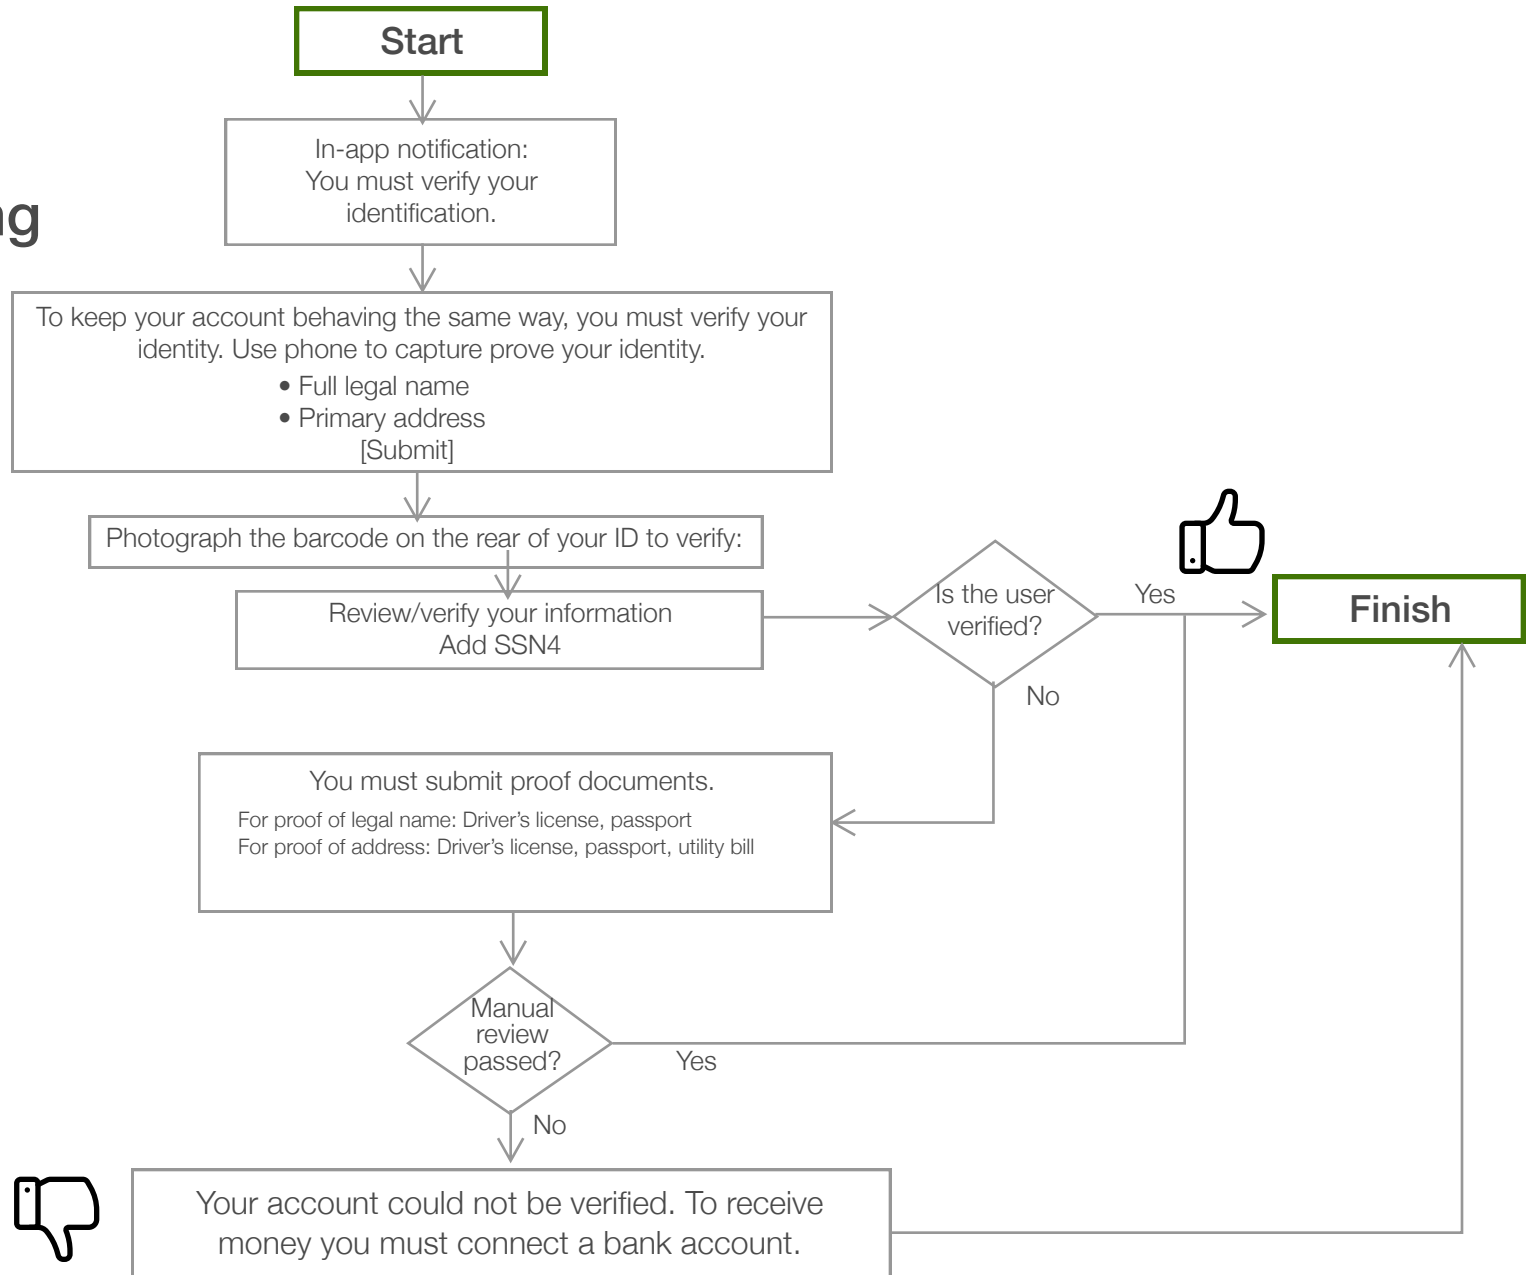 Start
In-app notification:
You must verify your
identification.
ng
To keep your account behaving the same way, you must verify your
identity. Use phone to capture prove your identity.
• Full legal name
• Primary address
[Submit]
Photograph the barcode on the rear of your ID to verify:
Review/verify your information
Add SSN4
Is the user
verified?
Yes
Finish
No
You must submit proof documents.
For proof of legal name: Driver’s license, passport
For proof of address: Driver’s license, passport, utility bill
Manual
review
passed?
Yes
No
Your account could not be verified. To receive
money you must connect a bank account.